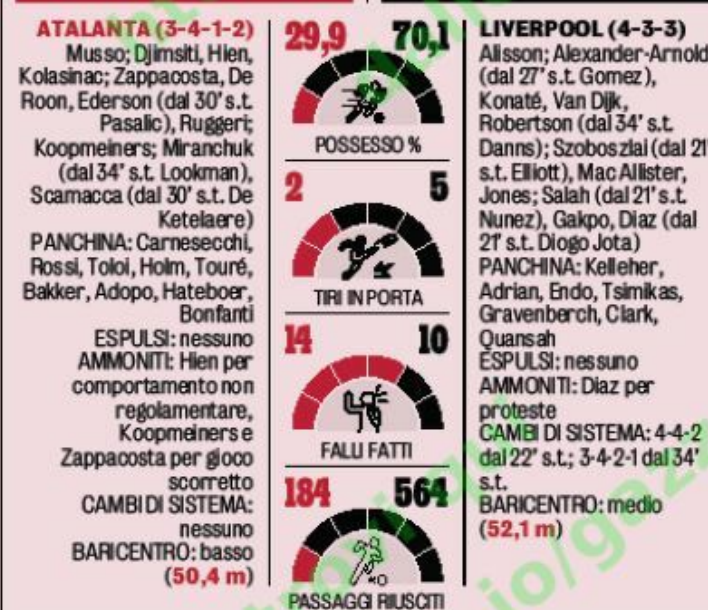 ATALANTA (3-4-1-2)
Musso; Djimsiti, Hien,
Kolasinac; Zappacosta, De
Roon, Ederson (dal 30' s.t.
Pasalic), Ruggeri;
Koopmeiners; Miranchuk
(dal 34' s.t. Lookman),
Scamacca (dal 30' s.t. De
Ketelaere)
PANCHINA: Carnesecchi,
Rossi, Toloi, Holm, Touré,
Bakker, Adopo, Hateboer,
Bonfanti
ESPULSI: nessuno
AMMONITI: Hien per
comportamento non
regolamentare,
Koopmeiners e
Zappacosta per gioco
scorretto
CAMBI DI SISTEMA:
nessuno
BARICENTRO: basso
(50,4 m)
29,9 70,1
POSSESSO %
2 5
TIRI IN PORTA
14 10
FALLI FATTI
184 564
PASSAGGI RIUSCITI
LIVERPOOL (4-3-3)
Alisson; Alexander-Arnold
(dal 27' s.t. Gomez),
Konaté, Van Dijk,
Robertson (dal 34' s.t.
Danns); Szoboszlai (dal 21'
s.t. Elliott), Mac Allister,
Jones; Salah (dal 21' s.t.
Nunez), Gakpo, Diaz (dal
21' s.t. Diogo Jota)
PANCHINA: Kelleher,
Adrian, Endo, Tsimikas,
Gravenberch, Clark,
Quansah
ESPULSI: nessuno
AMMONITI: Diaz per
proteste
CAMBI DI SISTEMA: 4-4-2
dal 22' s.t.; 3-4-2-1 dal 34'
s.t.
BARICENTRO: medio
(52,1 m)